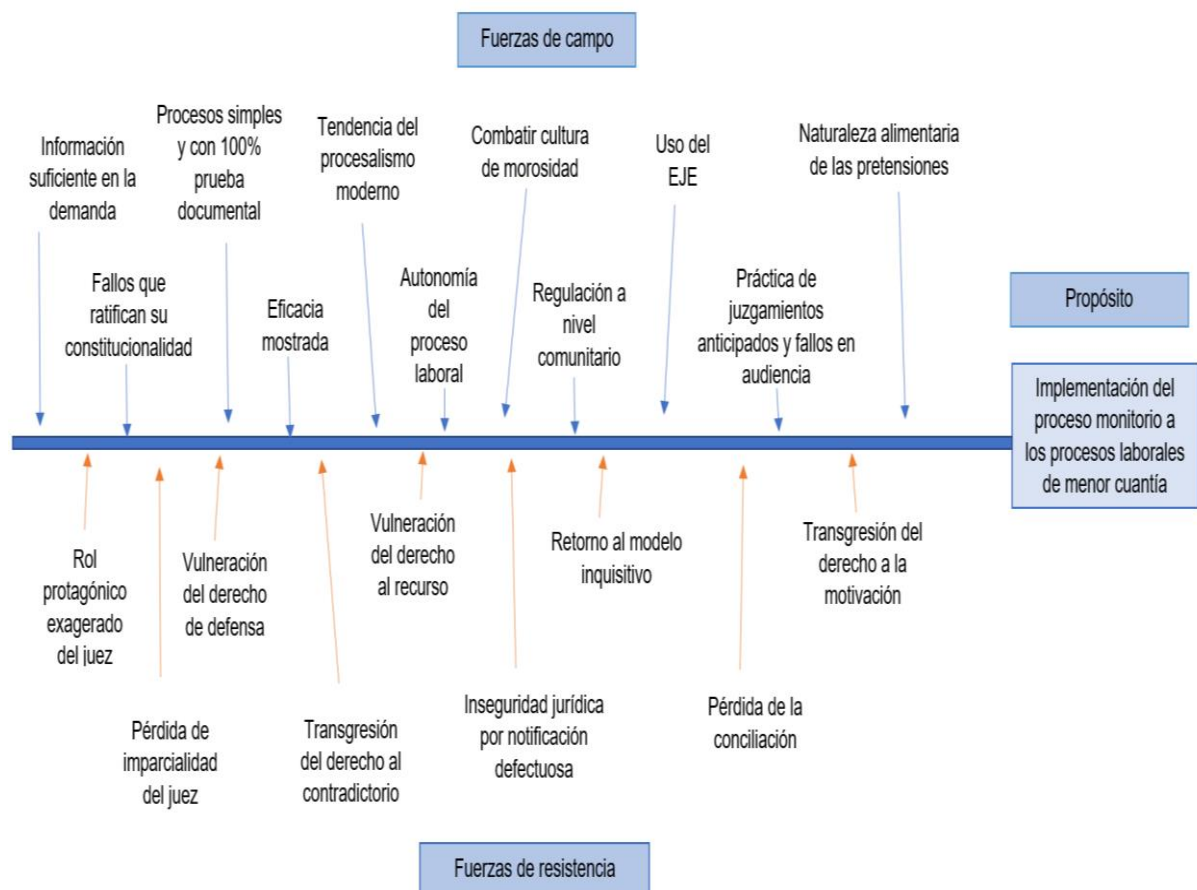 Fuerzas de campo
Información
suficiente en la
demanda
Procesos simples
y con 100%
prueba
documental
Tendencia del
procesalismo
moderno
Combatir cultura
de morosidad
Uso del
EJE
Naturaleza alimentaria
de las pretensiones
Fallos que
ratifican su
constitucionalidad
Eficacia
mostrada
Autonomía
del
proceso
laboral
Regulación a
nivel
comunitario
Práctica de
juzgamientos
anticipados y fallos en
audiencia
Propósito
Implementación del
proceso monitorio a
los procesos laborales
de menor cuantía
Rol
protagónico
exagerado
del juez
Vulneración
del derecho
de defensa
Vulneración
del derecho
al recurso
Retorno al modelo
inquisitivo
Transgresión del
derecho a la
motivación
Pérdida de
imparcialidad
del juez
Transgresión
del derecho al
contradictorio
Inseguridad jurídica
por notificación
defectuosa
Pérdida de la
conciliación
Fuerzas de resistencia